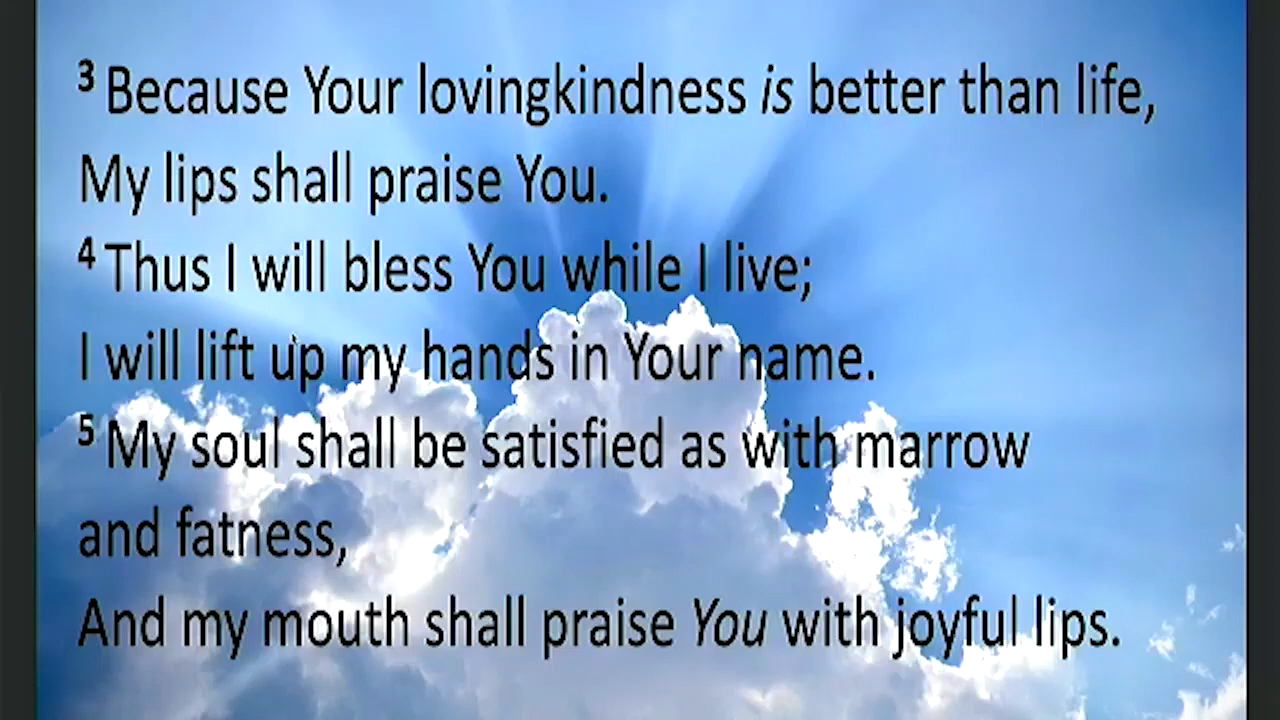 3 Because Your lovingkindness is better than life,
My lips shall praise You.
4 Thus I will bless You while I live;
I will lift up my hands in Your name.
5 My soul shall be satisfied as with marrow
and fatness,
And my mouth shall praise You with joyful lips.